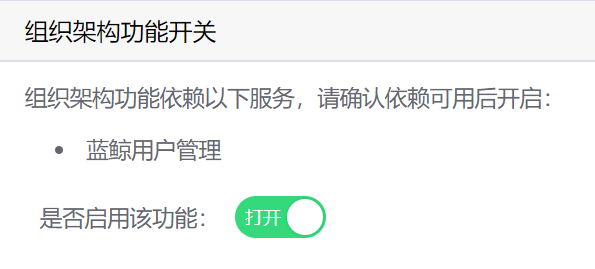 组织架构功能开关
组织架构功能依赖以下服务，请确认依赖可用后开启：
• 蓝鲸用户管理
是否启用该功能： 打开